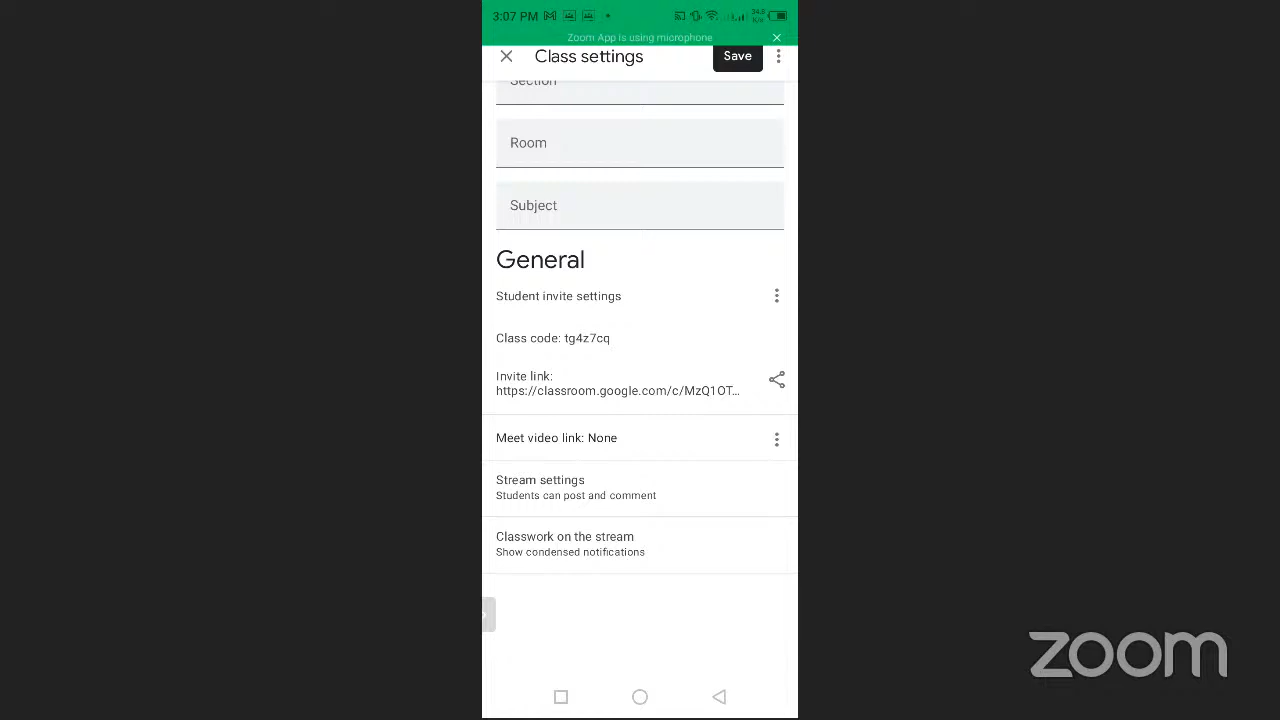 3:07 PM
34.8 K/s
Zoom App is using microphone
Class settings
Save
Section
Room
Subject
General
Student invite settings
Class code: tg4z7cq
Invite link:
https://classroom.google.com/c/MzQ1OT...
Meet video link: None
Stream settings
Students can post and comment
Classwork on the stream
Show condensed notifications
zoom